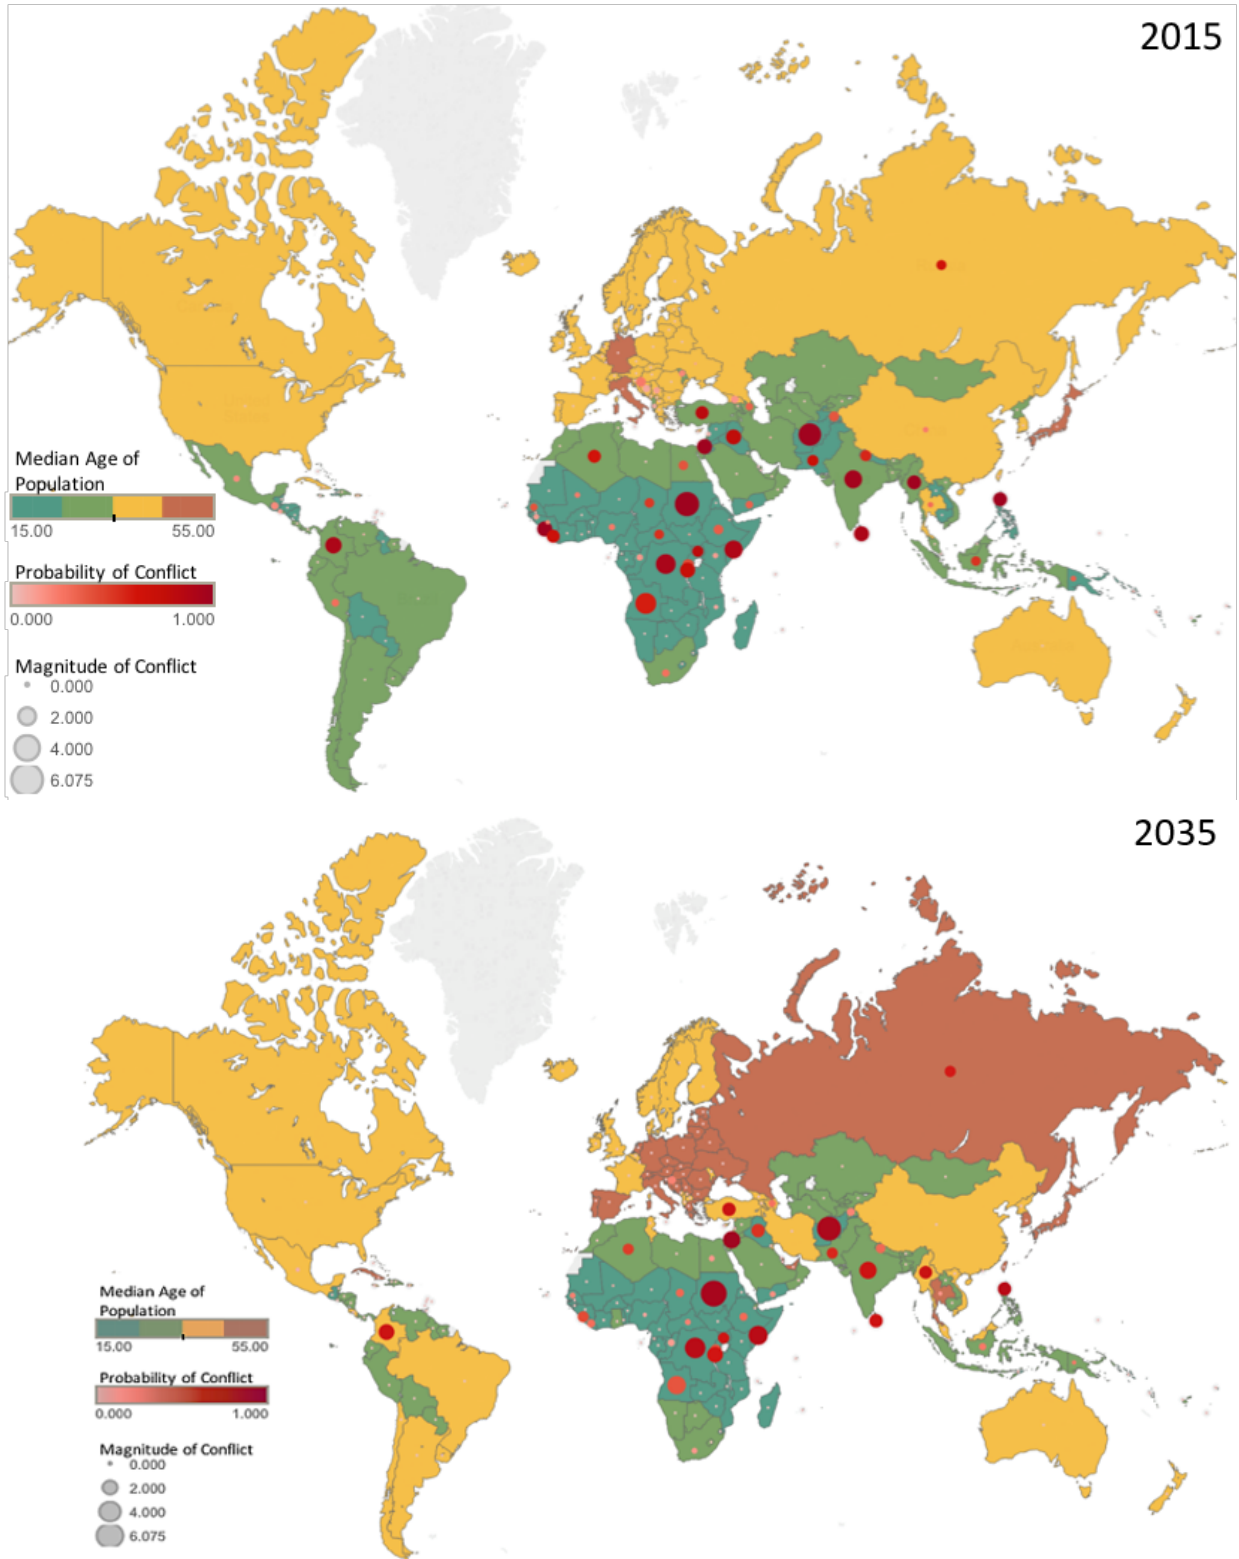 2015
Median Age of
Population
15.00 55.00
Probability of Conflict
0.000 1.000
Magnitude of Conflict
0.000
2.000
4.000
6.075
2035
Median Age of
Population
15.00 55.00
Probability of Conflict
0.000 1.000
Magnitude of Conflict
0.000
2.000
4.000
6.075